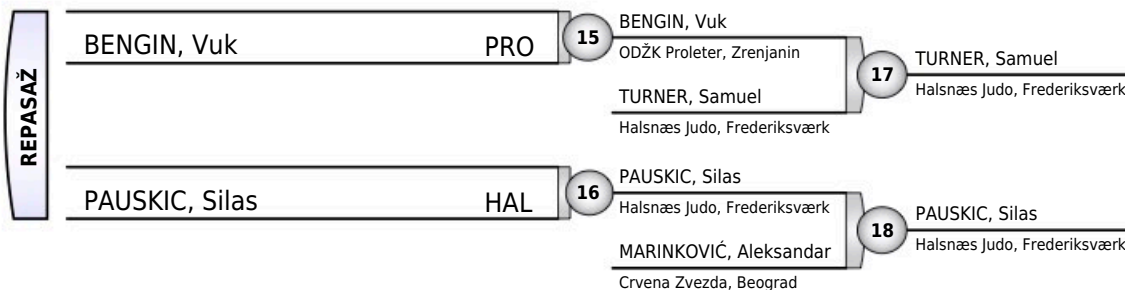 REPASAŽ
BENGIN, Vuk PRO
15
BENGIN, Vuk
ODŽK Proleter, Zrenjanin
TURNER, Samuel
Halsnæs Judo, Frederiksværk
17
TURNER, Samuel
Halsnæs Judo, Frederiksværk
PAUSKIC, Silas HAL
16
PAUSKIC, Silas
Halsnæs Judo, Frederiksværk
MARINKOVIĆ, Aleksandar
Crvena Zvezda, Beograd
18
PAUSKIC, Silas
Halsnæs Judo, Frederiksværk